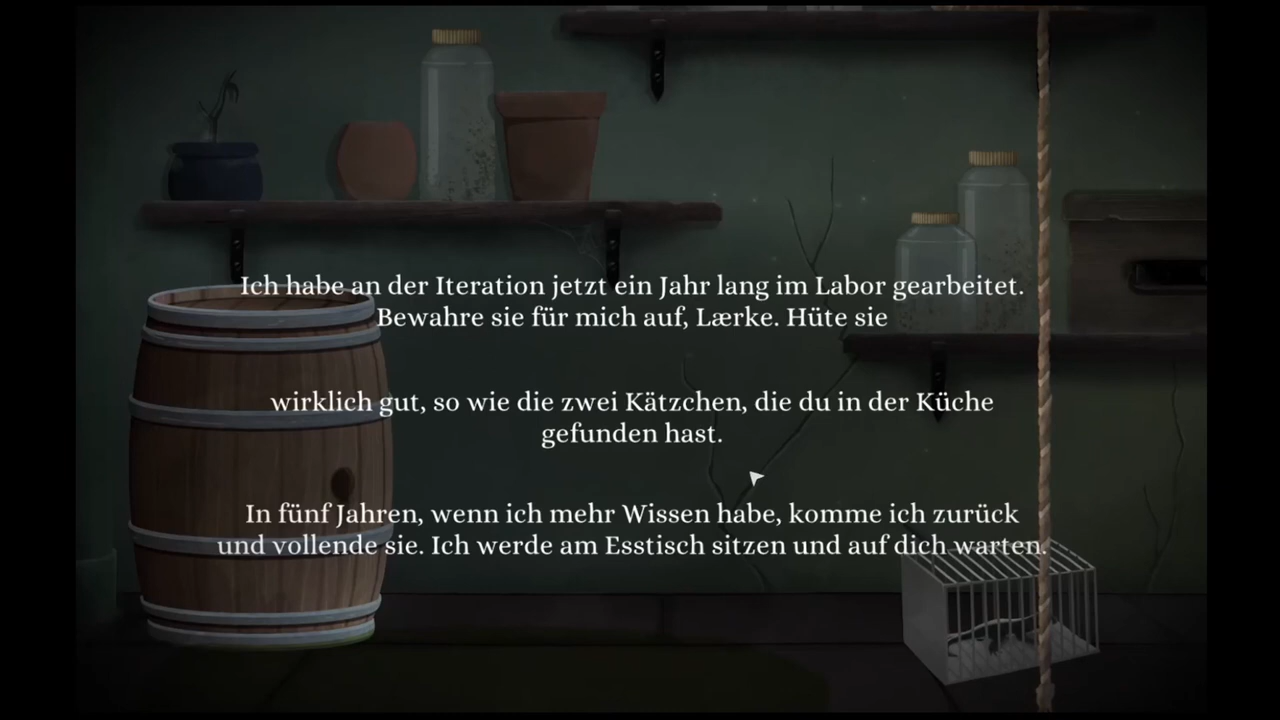 Ich habe an der Iteration jetzt ein Jahr lang im Labor gearbeitet.
Bewahre sie für mich auf, Lærke. Hüte sie
wirklich gut, so wie die zwei Kätzchen, die du in der Küche
gefunden hast.
In fünf Jahren, wenn ich mehr Wissen habe, komme ich zurück
und vollende sie. Ich werde am Esstisch sitzen und auf dich warten.